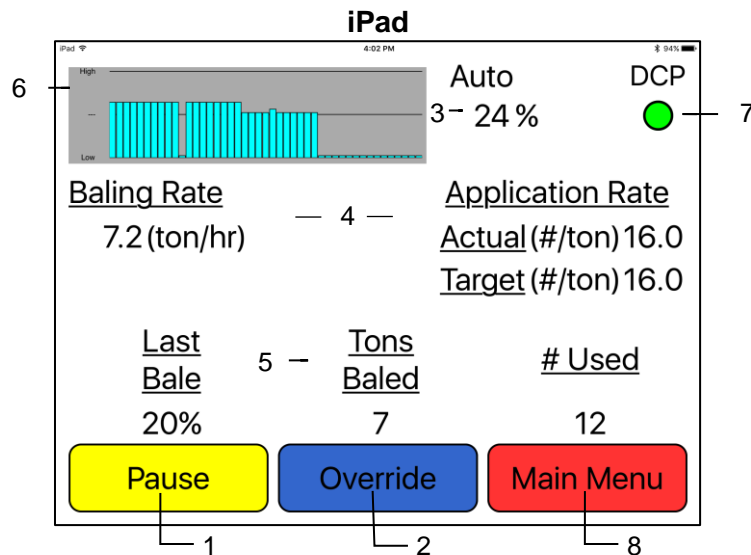 iPad
iPad 4:02 PM 94%
High
6
Auto
DCP
—
3
24 %
7
Low
Baling Rate
4
Application Rate
7.2 (ton/hr)
Actual (#/ton) 16.0
Target (#/ton) 16.0
Last
Bale
5
Tons
Baled
# Used
20%
7
12
Pause
Override
Main Menu
1
2
8